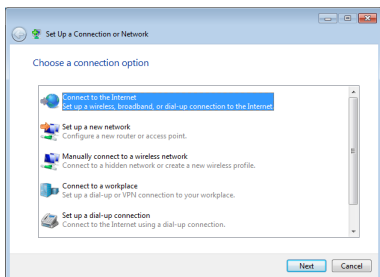 Set Up a Connection or Network
Choose a connection option
Connect to the Internet
Set up a wireless, broadband, or dial-up connection to the Internet.
Set up a new network
Configure a new router or access point.
Manually connect to a wireless network
Connect to a hidden network or create a new wireless profile.
Connect to a workplace
Set up a dial-up or VPN connection to your workplace.
Set up a dial-up connection
Connect to the Internet using a dial-up connection.
Next Cancel